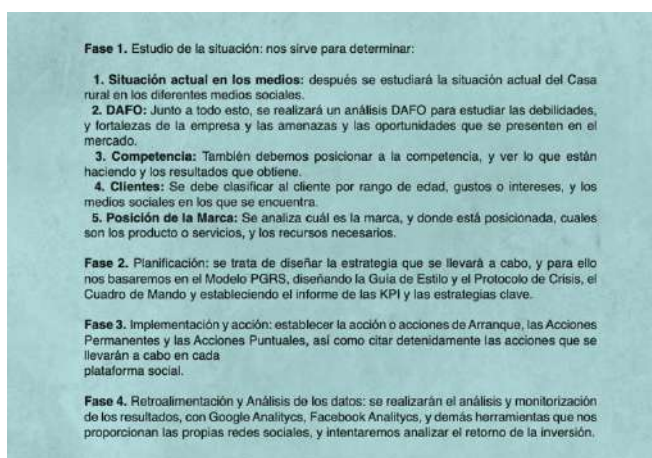 Fase 1. Estudio de la situación: nos sirve para determinar:
1. Situación actual en los medios: después se estudiará la situación actual del Casa
rural en los diferentes medios sociales.
2. DAFO: Junto a todo esto, se realizará un análisis DAFO para estudiar las debilidades,
y fortalezas de la empresa y las amenazas y las oportunidades que se presenten en el
mercado.
3. Competencia: También debemos posicionar a la competencia, y ver lo que están
haciendo y los resultados que obtiene.
4. Clientes: Se debe clasificar al cliente por rango de edad, gustos o intereses, y los
medios sociales en los que se encuentra.
5. Posición de la Marca: Se analiza cuál es la marca, y donde está posicionada, cuales
son los producto o servicios, y los recursos necesarios.
Fase 2. Planificación: se trata de diseñar la estrategia que se llevará a cabo, y para ello
nos basaremos en el Modelo PGRS, diseñando la Guía de Estilo y el Protocolo de Crisis, el
Cuadro de Mando y estableciendo el informe de las KPI y las estrategias clave.
Fase 3. Implementación y acción: establecer la acción o acciones de Arranque, las Acciones
Permanentes y las Acciones Puntuales, así como citar detenidamente las acciones que se
llevarán a cabo en cada
plataforma social.
Fase 4. Retroalimentación y Análisis de los datos: se realizarán el análisis y monitorización
de los resultados, con Google Analitycs, Facebook Analitycs, y demás herramientas que nos
proporcionan las propias redes sociales, y intentaremos analizar el retorno de la inversión.